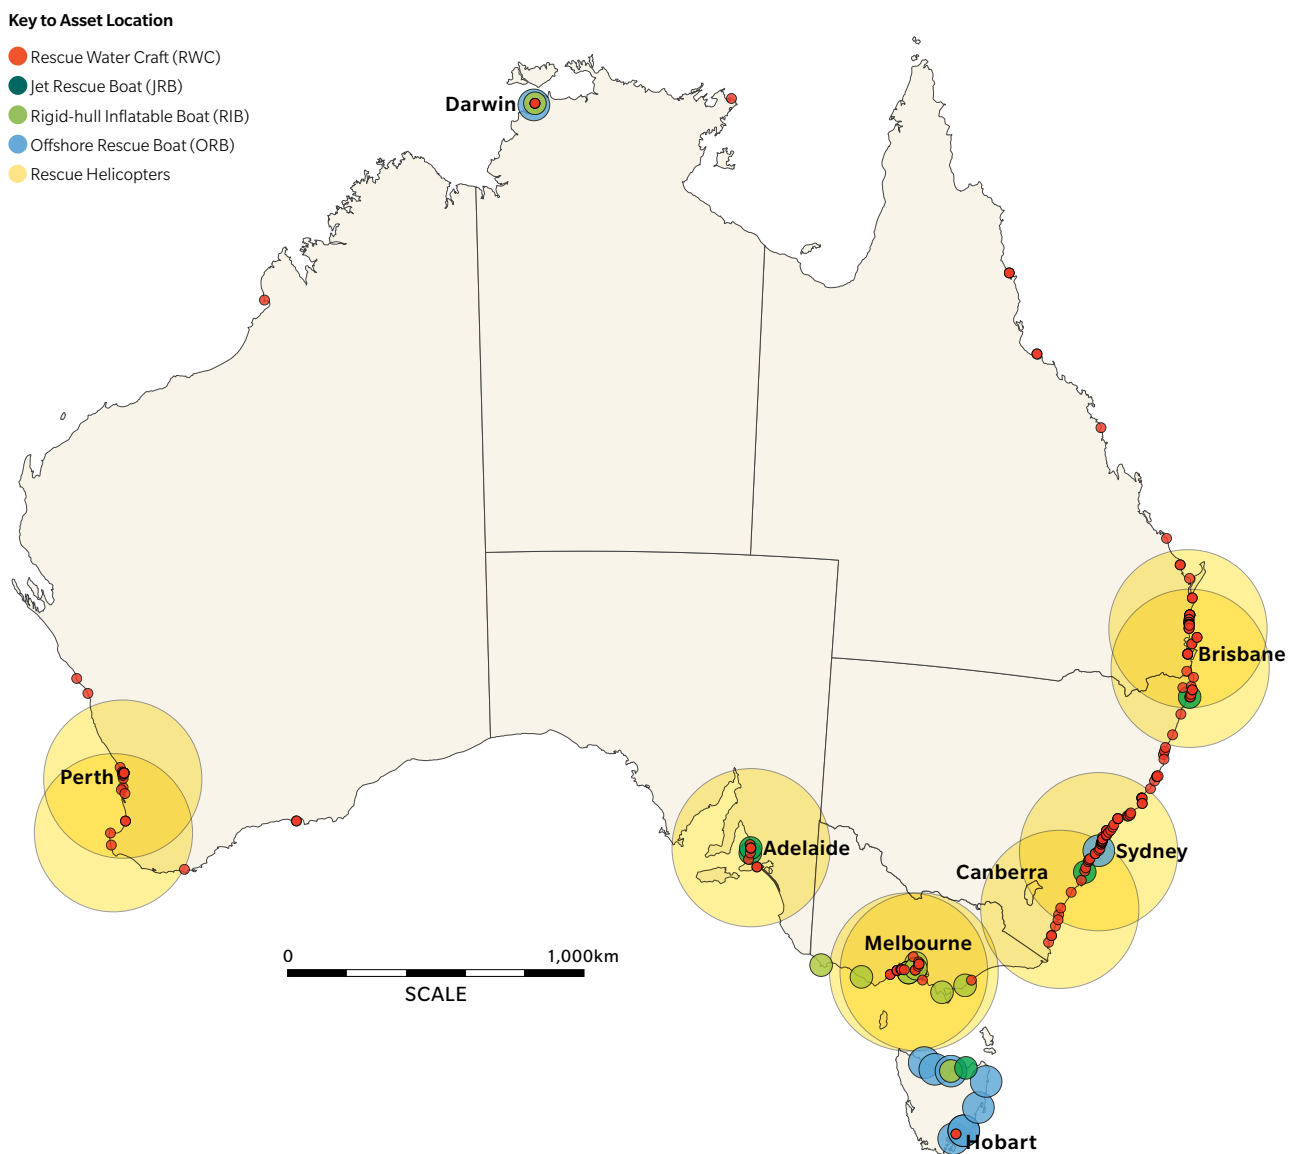 Key to Asset Location
Rescue Water Craft (RWC)
Jet Rescue Boat (JRB)
Rigid-hull Inflatable Boat (RIB)
Offshore Rescue Boat (ORB)
Rescue Helicopters
Darwin
Brisbane
Perth
Adelaide
Sydney
Canberra
Melbourne
0 1,000km
SCALE
Hobart